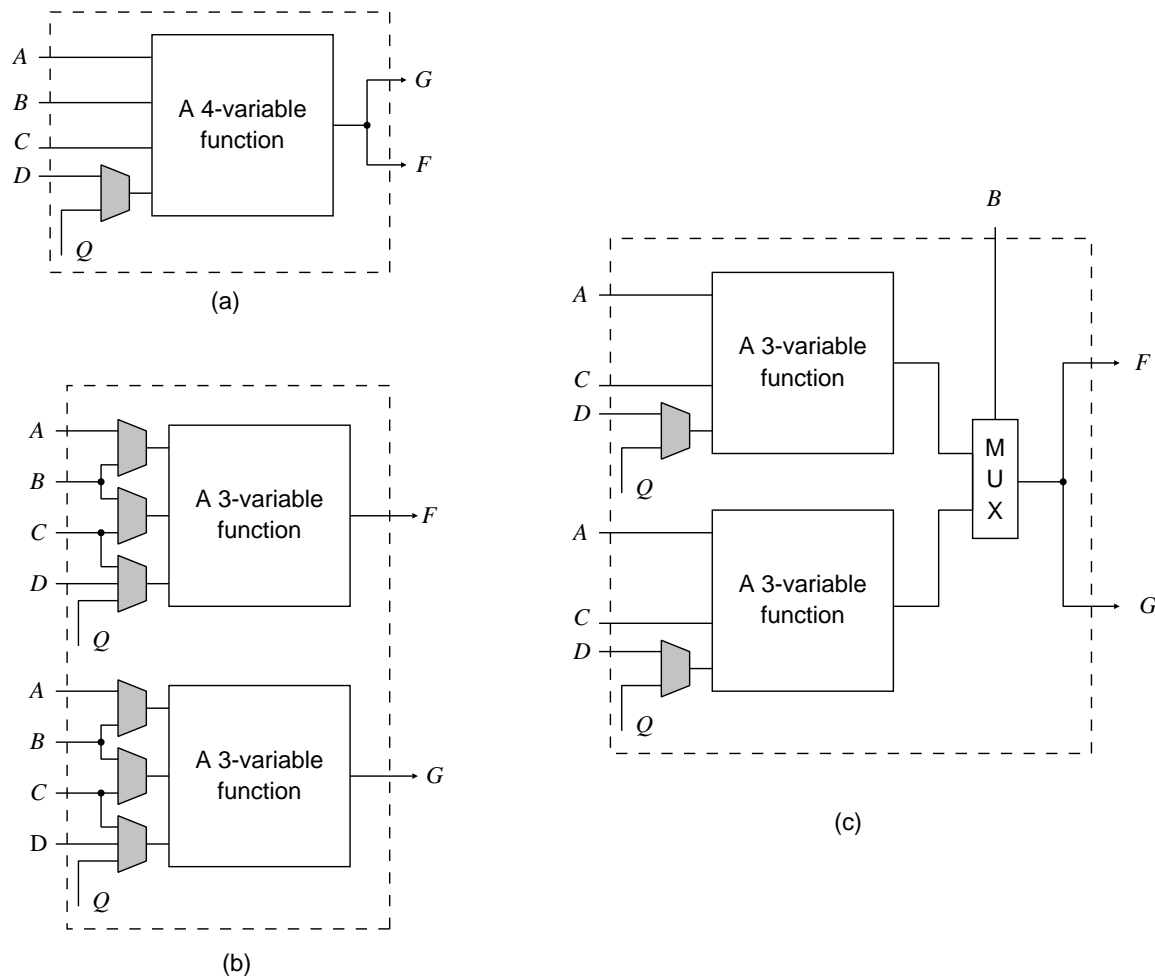 A
B
C
D
Q
A 4-variable
function
G
F
(a)
A
B
C
D
Q
A 3-variable
function
F
A
B
C
D
Q
A 3-variable
function
G
(b)
B
A
C
D
Q
A 3-variable
function
A
C
D
Q
A 3-variable
function
M
U
X
F
G
(c)